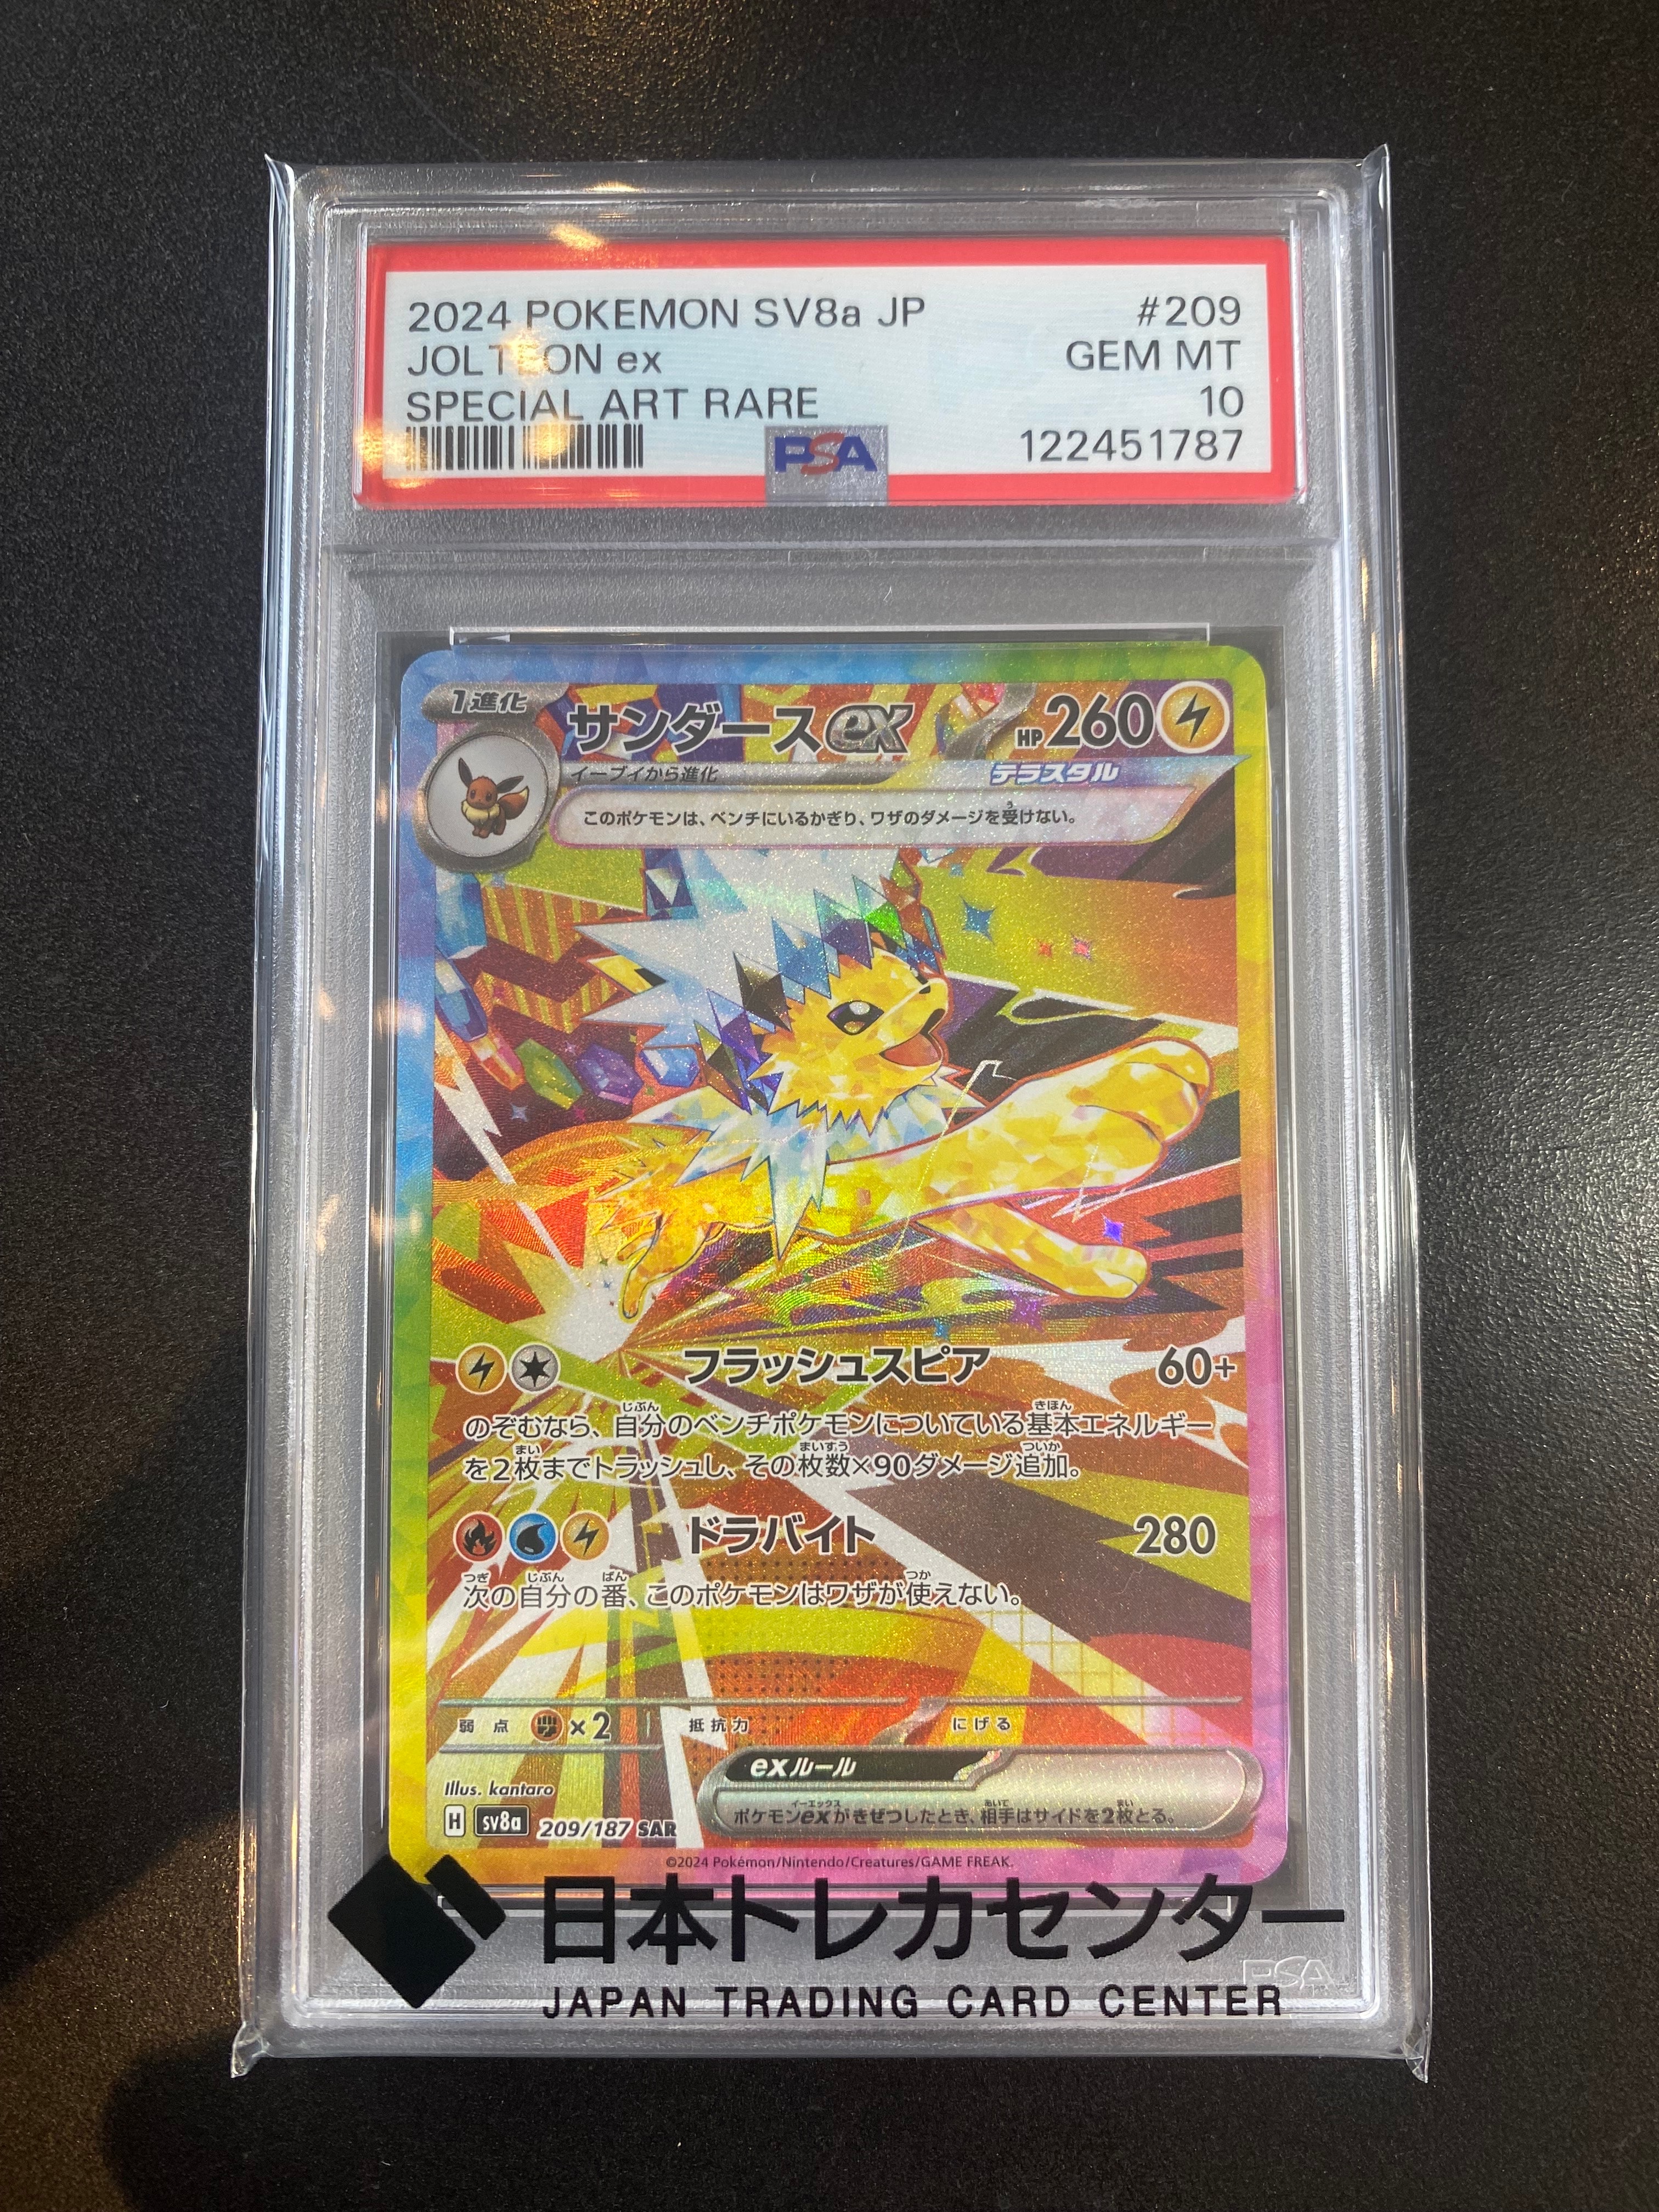 2024 POKEMON SV8a JP #209
JOLTEON ex GEM MT
SPECIAL ART RARE 10
PSA 122451787
1進化
サンダースex HP260
イーブイから進化 テラスタル
このポケモンは、ベンチにいるかぎり、ワザのダメージを受けない。
フラッシュスピア 60+
のぞむなら、自分のベンチポケモンについている基本エネルギー
を2枚までトラッシュし、その枚数×90ダメージ追加。
ドラバイト 280
次の自分の番、このポケモンはワザが使えない。
弱点 ×2 抵抗力 にげる
exルール
ポケモンexがきぜつしたとき、相手はサイドを2枚とる。
Illus. kantaro
H sv8a 209/187 SAR
©2024 Pokémon/Nintendo/Creatures/GAME FREAK.
日本トレカセンター
PSA
JAPAN TRADING CARD CENTER